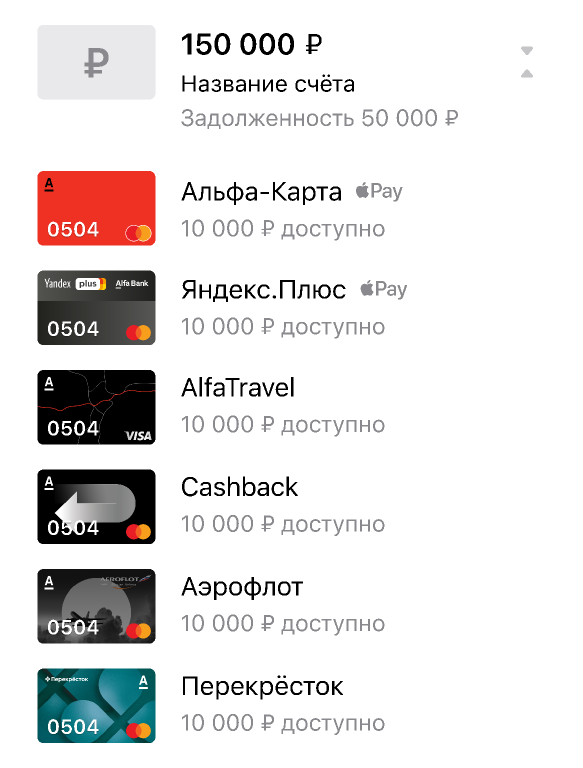 ₽
150 000 ₽
Название счёта
Задолженность 50 000 ₽
A
0504
Альфа-Карта Pay
10 000 ₽ доступно
Yandex plus Alfa Bank
0504
Яндекс.Плюс Pay
10 000 ₽ доступно
A
0504
VISA
AlfaTravel
10 000 ₽ доступно
A
0504
Cashback
10 000 ₽ доступно
A
AEROFLOT
0504
Аэрофлот
10 000 ₽ доступно
Перекрёсток A
0504
Перекрёсток
10 000 ₽ доступно